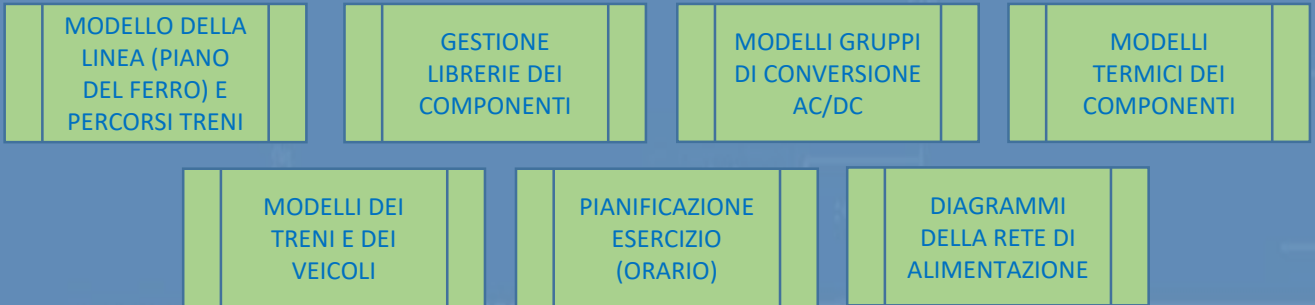 MODELLO DELLA
LINEA (PIANO
DEL FERRO) E
PERCORSI TRENI
GESTIONE
LIBRERIE DEI
COMPONENTI
MODELLI GRUPPI
DI CONVERSIONE
AC/DC
MODELLI
TERMICI DEI
COMPONENTI
MODELLI DEI
TRENI E DEI
VEICOLI
PIANIFICAZIONE
ESERCIZIO
(ORARIO)
DIAGRAMMI
DELLA RETE DI
ALIMENTAZIONE